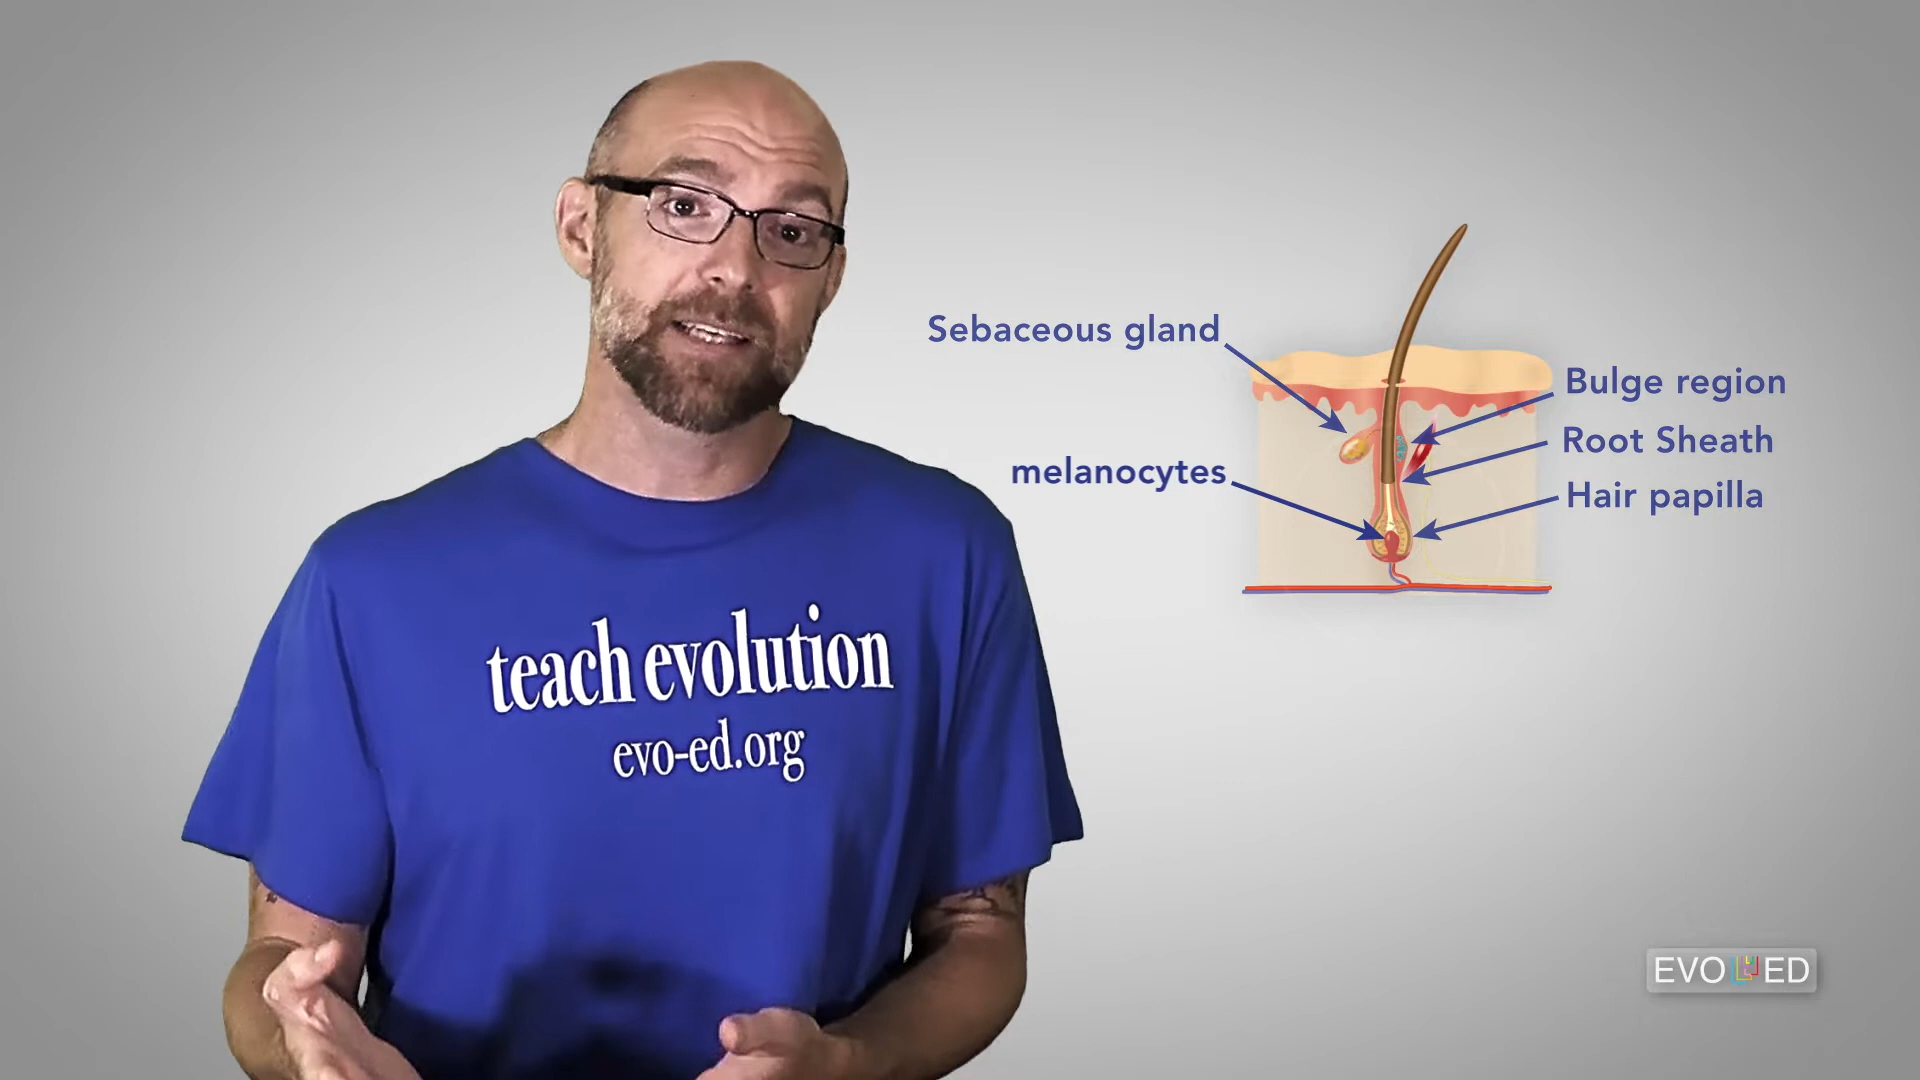 Sebaceous gland
melanocytes
Bulge region
Root Sheath
Hair papilla
teach evolution
evo-ed.org
EVO ED